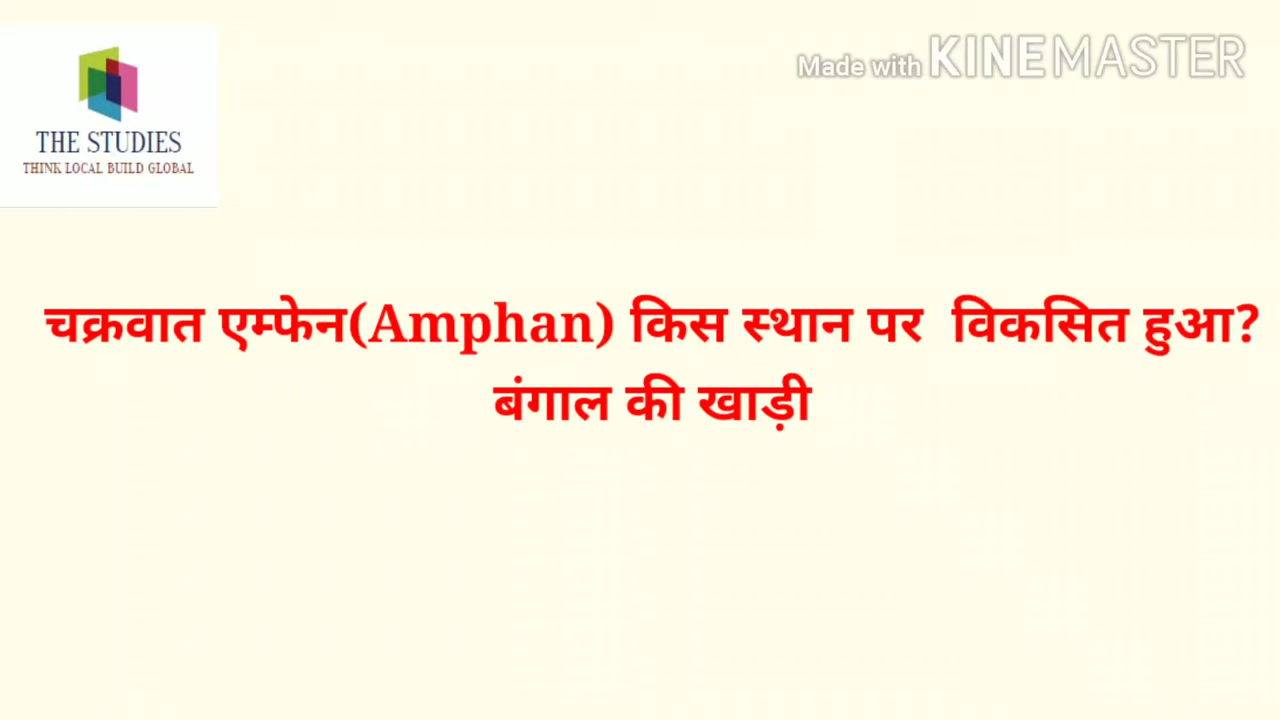 Made with KINEMASTER
THE STUDIES
THINK LOCAL BUILD GLOBAL
चक्रवात एम्फेन(Amphan) किस स्थान पर विकसित हुआ?
बंगाल की खाड़ी